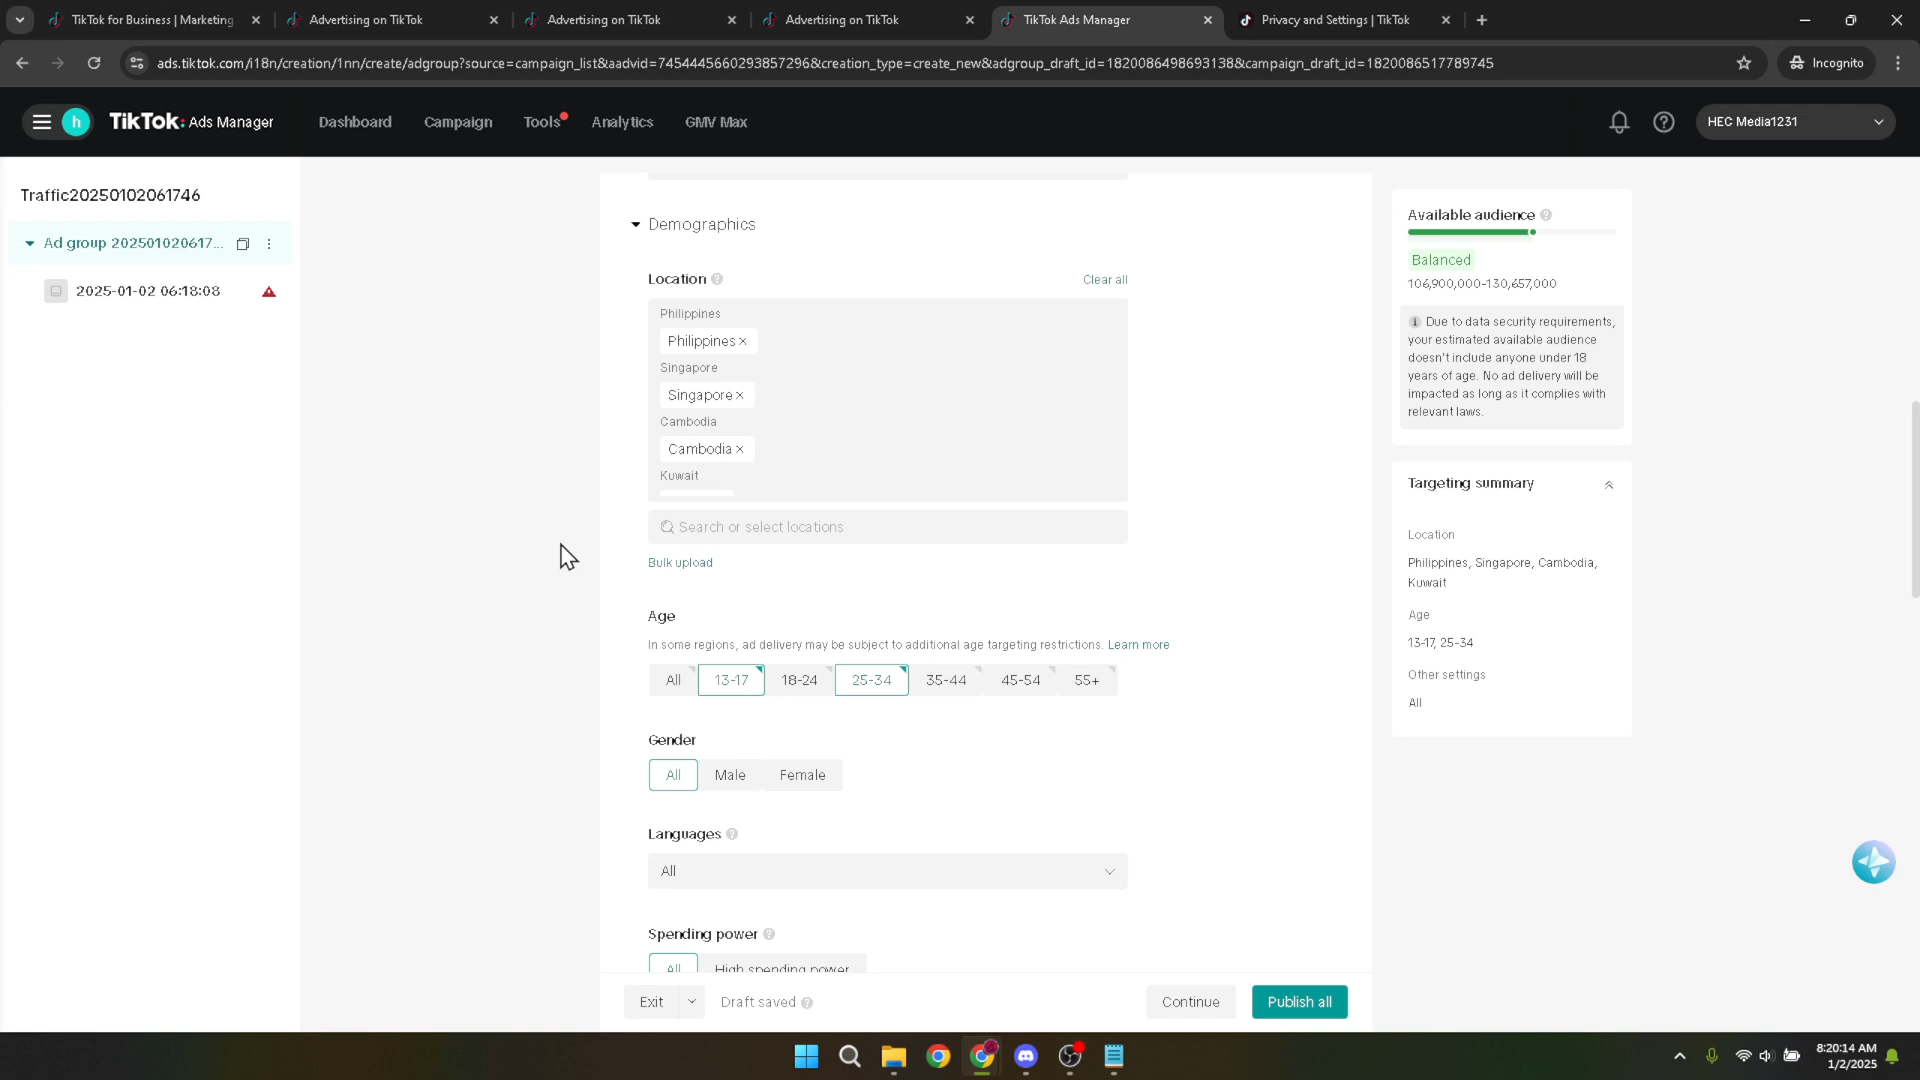 TikTok for Business | Marketing
Advertising on TikTok
Advertising on TikTok
Advertising on TikTok
TikTok Ads Manager
Privacy and Settings | TikTok
ads.tiktok.com/i18n/creation/1nn/create/adgroup?source=campaign_list&aadvid=7454445660293857296&creation_type=create_new&adgroup_draft_id=1820086498693138&campaign_draft_id=1820086517789745
Incognito
h
TikTok: Ads Manager
Dashboard
Campaign
Tools
Analytics
GMV Max
HEC Media1231
Traffic20250102061746
Ad group 202501020617...
2025-01-02 06:18:08
Demographics
Location
Clear all
Philippines
Philippines ×
Singapore
Singapore ×
Cambodia
Cambodia ×
Kuwait
Search or select locations
Bulk upload
Age
In some regions, ad delivery may be subject to additional age targeting restrictions. Learn more
All 13-17 18-24 25-34 35-44 45-54 55+
Gender
All Male Female
Languages
All
Spending power
All High spending power
Exit
Draft saved
Continue
Publish all
Available audience
Balanced
106,900,000-130,657,000
Due to data security requirements,
your estimated available audience
doesn't include anyone under 18
years of age. No ad delivery will be
impacted as long as it complies with
relevant laws.
Targeting summary
Location
Philippines, Singapore, Cambodia,
Kuwait
Age
13-17, 25-34
Other settings
All
8:20:14 AM
1/2/2025